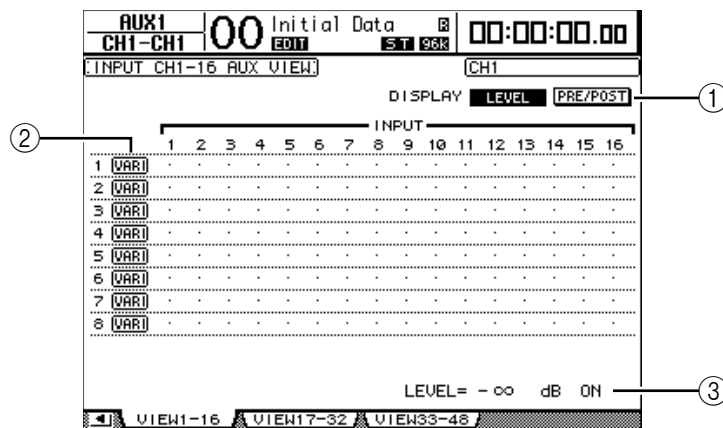 AUX1
CH1-CH1
00
Initial Data
R
EDIT
ST
96k
00:00:00.00
INPUT CH1-16 AUX VIEW
CH1
DISPLAY LEVEL PRE/POST
1
INPUT
2
1 2 3 4 5 6 7 8 9 10 11 12 13 14 15 16
1 VARI
2 VARI
3 VARI
4 VARI
5 VARI
6 VARI
7 VARI
8 VARI
LEVEL= -∞ dB ON
3
VIEW1-16 VIEW17-32 VIEW33-48